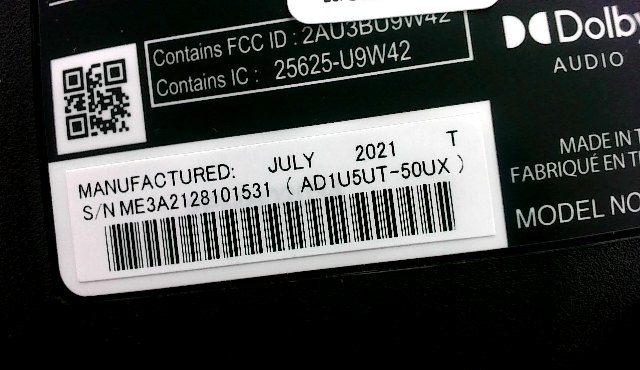 Contains FCC ID : 2AU3BU9W42
Contains IC : 25625-U9W42
Dolby
AUDIO
MANUFACTURED: JULY 2021 T
S/N ME3A2128101531 ( AD1U5UT-50UX )
MADE IN
FABRIQUÉ EN
MODEL NO